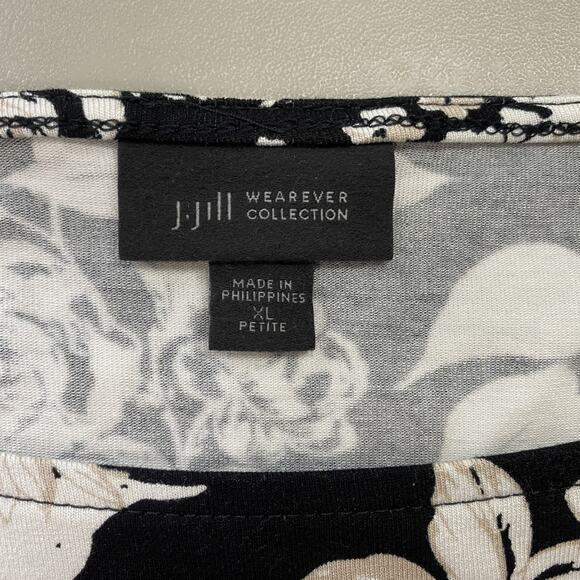 J.Jill WEAREVER
COLLECTION
MADE IN
PHILIPPINES
XL
PETITE